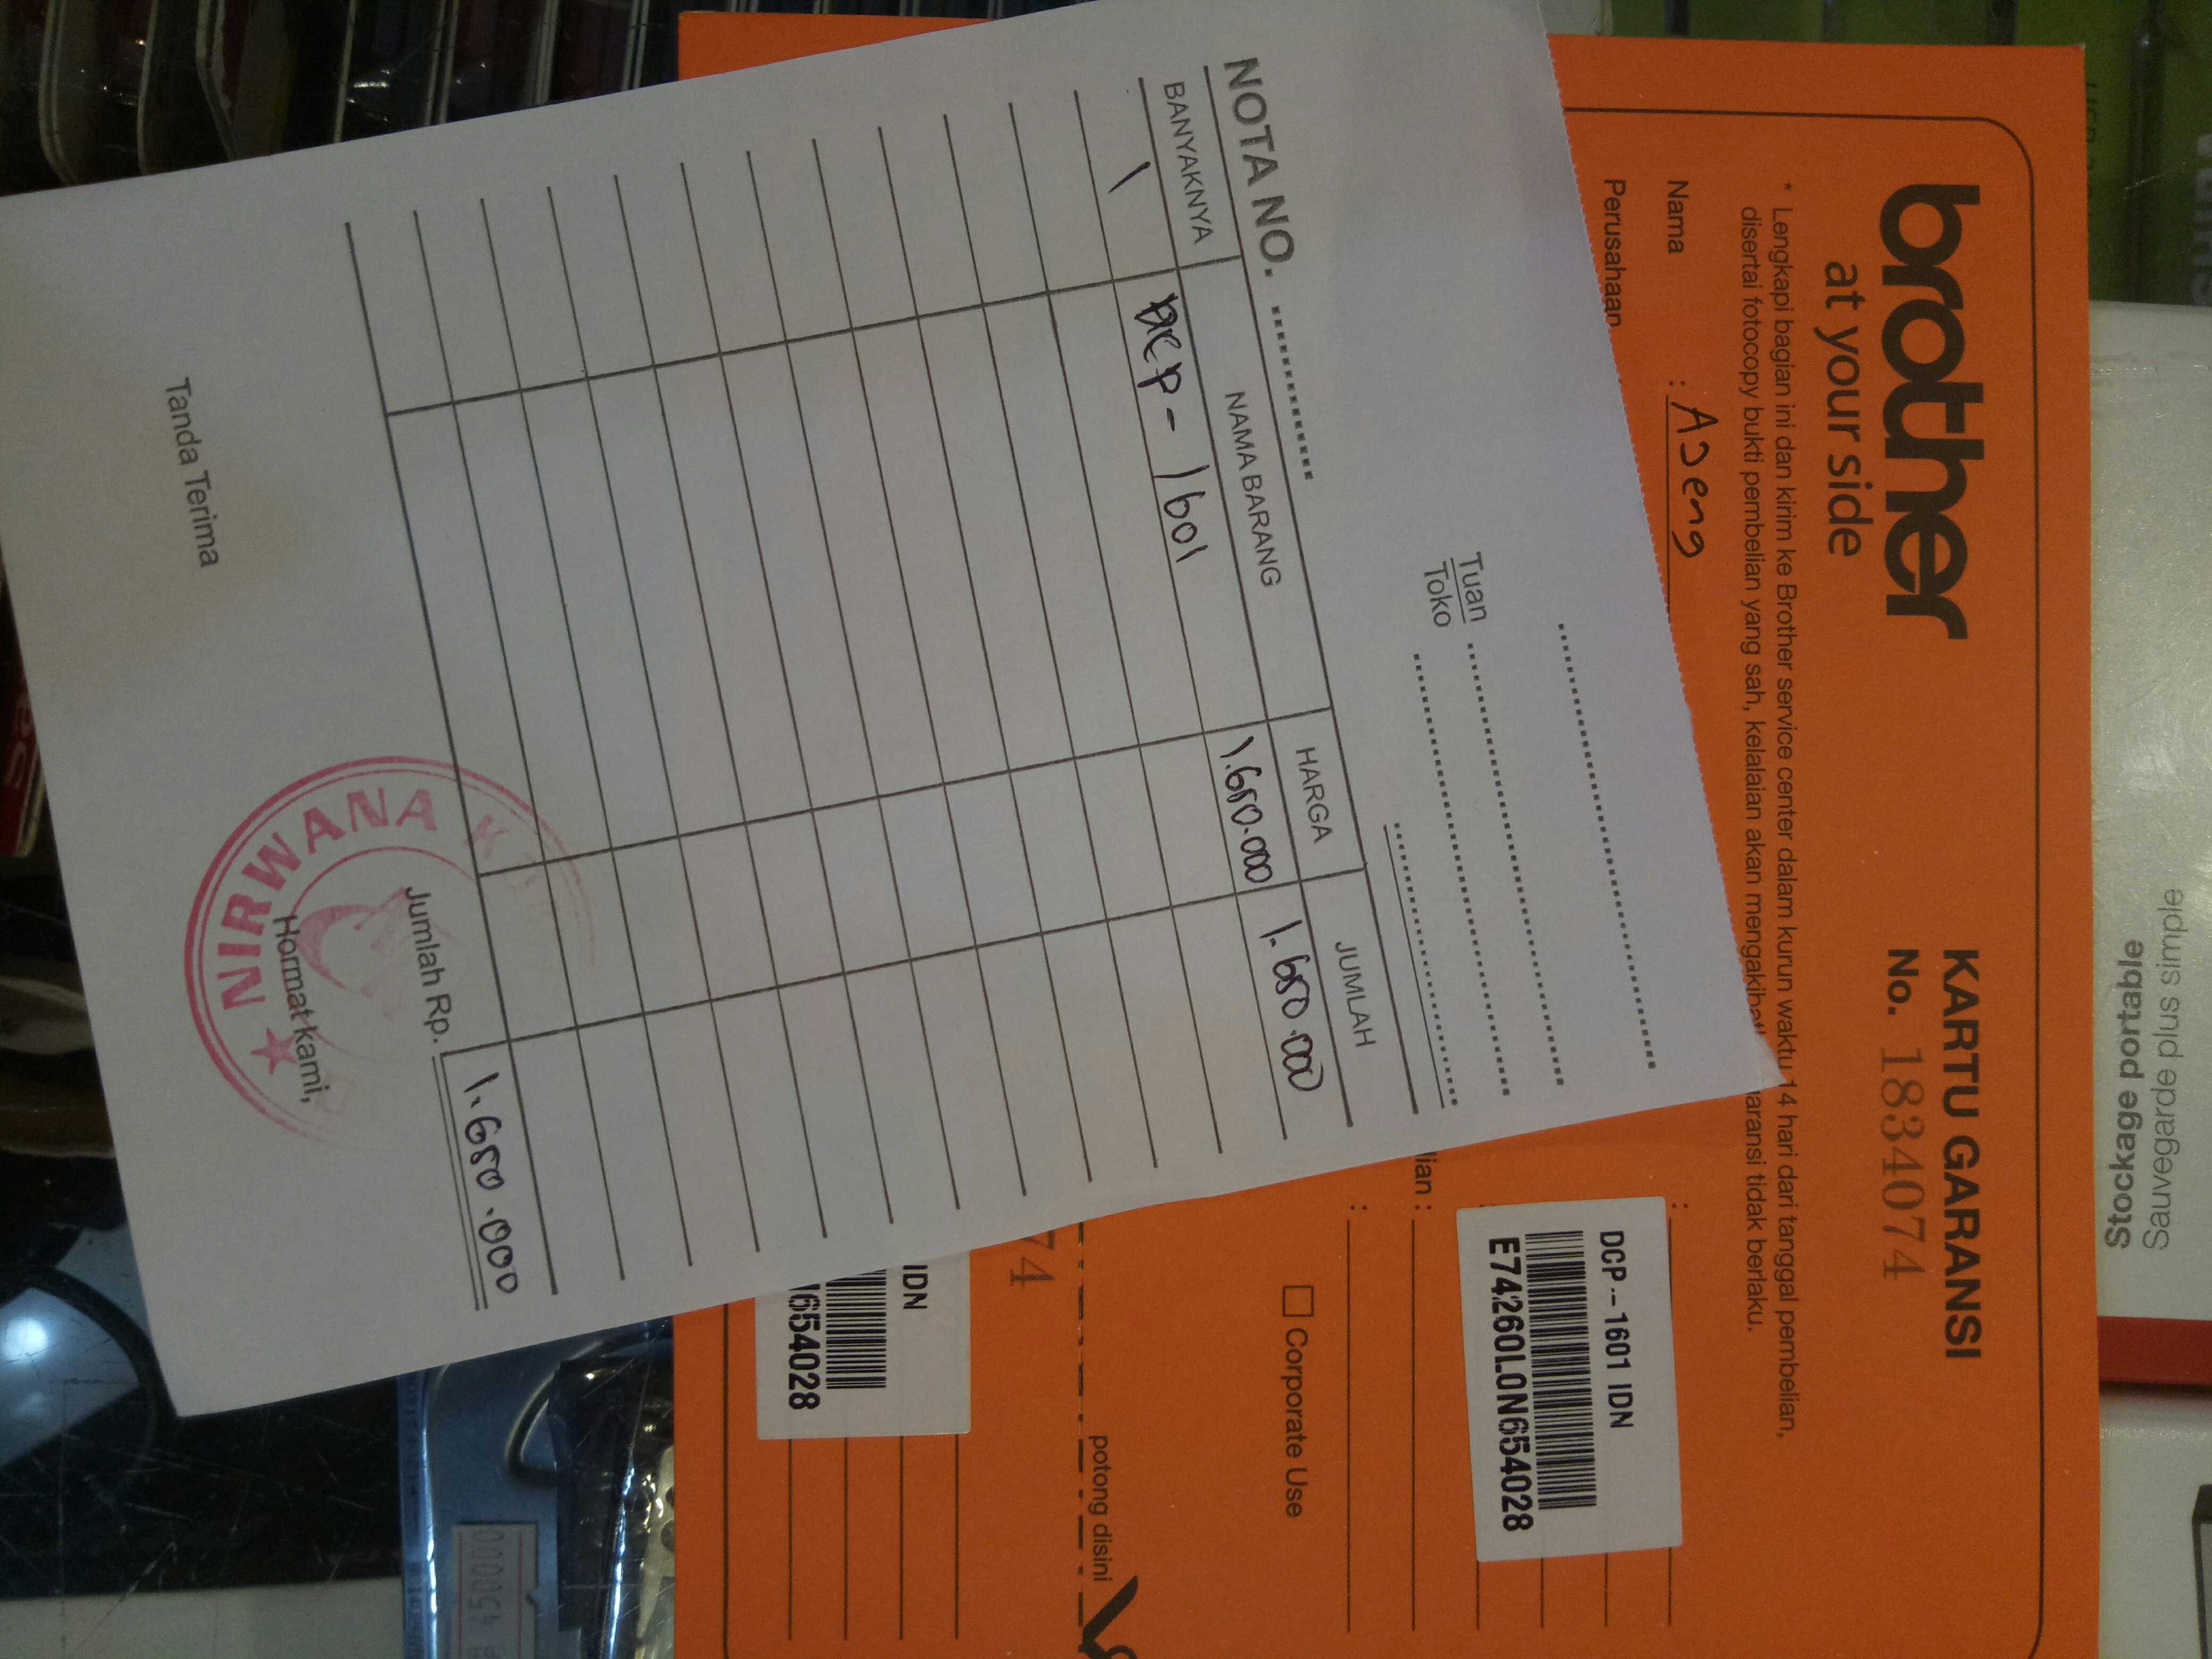 NOTA NO. ............
Tuan
Toko
BANYAKNYA NAMA BARANG HARGA JUMLAH
1 DCP-1601 1.650.000 1.650.000
Jumlah Rp. 1.650.000
Tanda Terima Hormat kami,
NIRWANA
brother
at your side
KARTU GARANSI
No. 1834074
* Lengkapi bagian ini dan kirim ke Brother service center dalam kurun waktu 14 hari dari tanggal pembelian,
disertai fotocopy bukti pembelian yang sah, kelalaian akan tidak berlaku.
Nama : Aseng
Perusahaan
lian :
DCP-1601 IDN
E74260L0N654028
Corporate Use
74
potong disini
IDN
654028
Sauvegarde plus simple
Stockage portable
450000